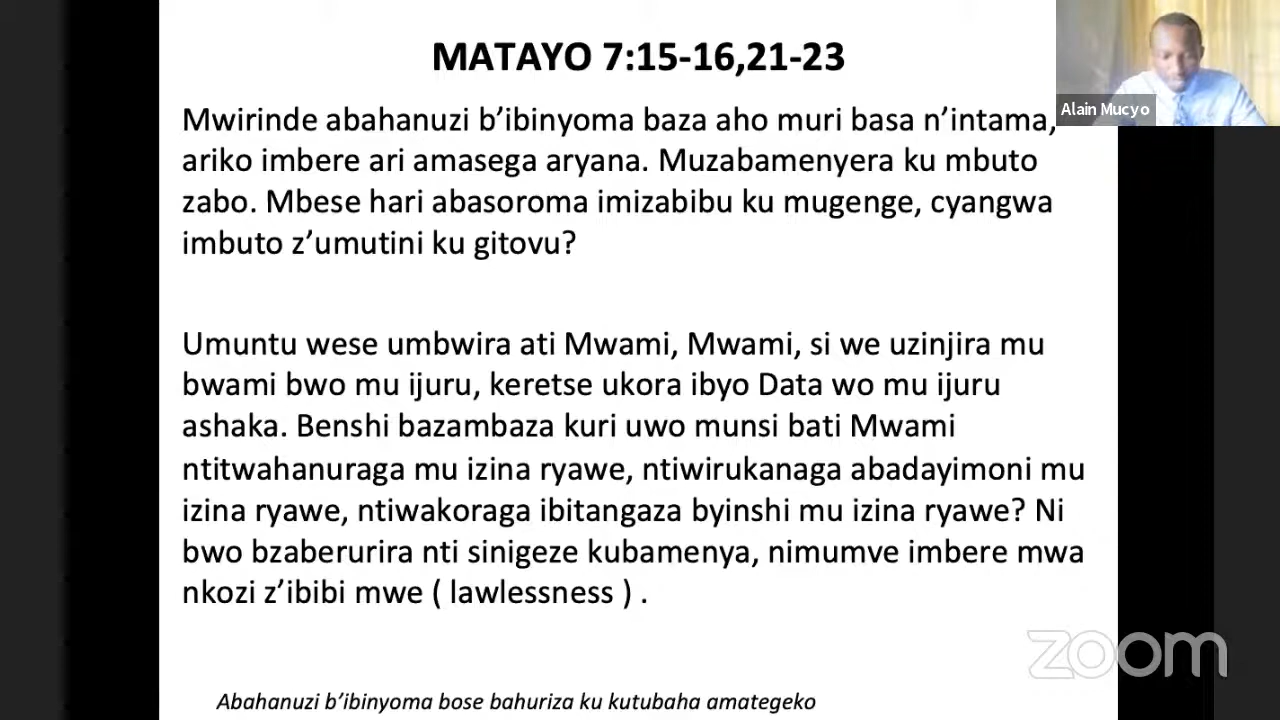 MATAYO 7:15-16,21-23
Alain Mucyo
Mwirinde abahanuzi b’ibinyoma baza aho muri basa n’intama,
ariko imbere ari amasega aryana. Muzabamenyera ku mbuto
zabo. Mbese hari abasoroma imizabibu ku mugenge, cyangwa
imbuto z’umutini ku gitovu?
Umuntu wese umbwira ati Mwami, Mwami, si we uzinjira mu
bwami bwo mu ijuru, keretse ukora ibyo Data wo mu ijuru
ashaka. Benshi bazambaza kuri uwo munsi bati Mwami
ntitwahanuraga mu izina ryawe, ntiwirukanaga abadayimoni mu
izina ryawe, ntiwakoraga ibitangaza byinshi mu izina ryawe? Ni
bwo bzaberurira nti sinigeze kubamenya, nimumve imbere mwa
nkozi z’ibibi mwe ( lawlessness ) .
zoom
Abahanuzi b’ibinyoma bose bahuriza ku kutubaha amategeko